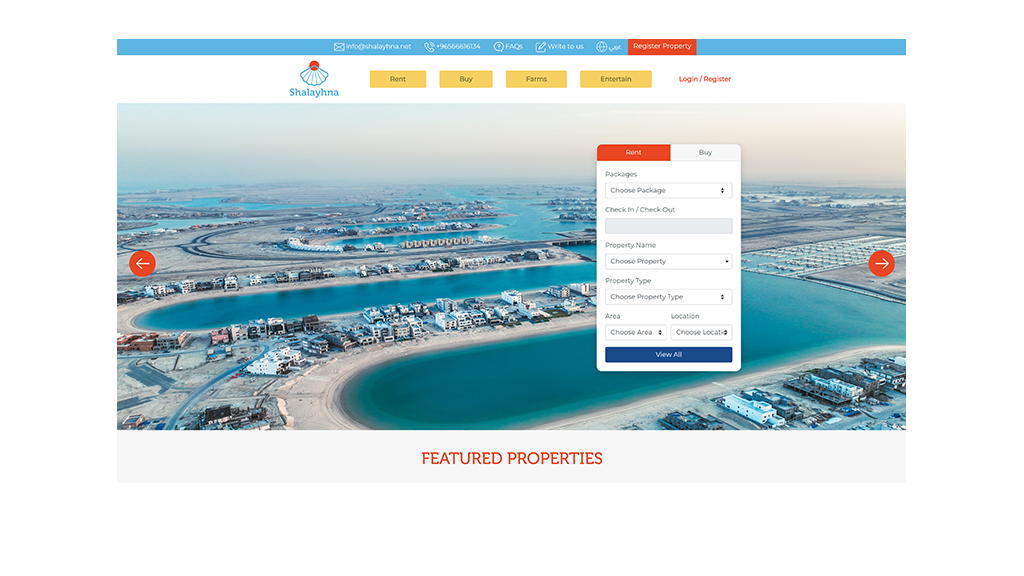 info@shalayhna.net +96566616134 FAQs Write to us عربي Register Property
Shalayhna
Rent Buy Farms Entertain Login / Register
Rent Buy
Packages
Choose Package
Check In / Check Out
Property Name
Choose Property
Property Type
Choose Property Type
Area Location
Choose Area Choose Locati
View All
FEATURED PROPERTIES